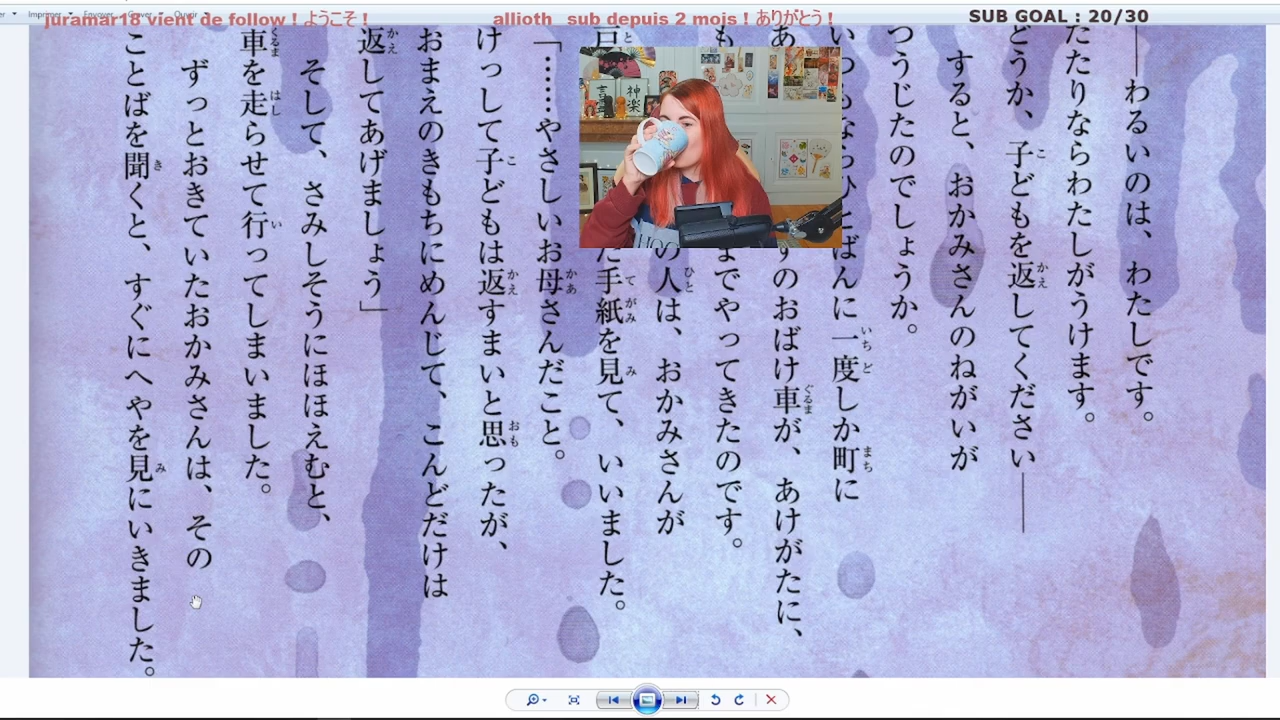 juramar18 vient de follow ! ようこそ !
allioth sub depuis 2 mois ! ありがとう !
SUB GOAL : 20/30
Imprimer
――わるいのは、わたしです。
たたりならわたしがうけます。
どうか、子どもを返してください――
すると、おかみさんのねがいが
つうじたのでしょうか。
ばんに一度しか町に
のおばけ車が、あけがたに、
までやってきたのです。
の人は、おかみさんが
手紙を見て、いいました。
「……やさしいお母さんだこと。
けっして子どもは返すまいと思ったが、
おまえのきもちにめんじて、こんどだけは
返してあげましょう」
そして、さみしそうにほほえむと、
車を走らせて行ってしまいました。
ずっとおきていたおかみさんは、その
ことばを聞くと、すぐにへやを見にいきました。